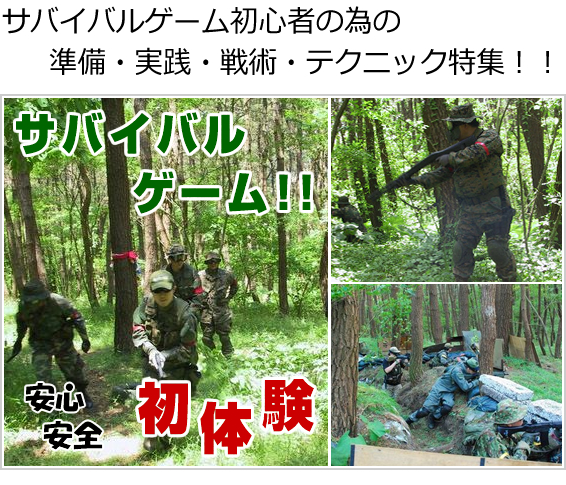 サバイバルゲーム初心者の為の
準備・実践・戦術・テクニック特集！！
サバイバル
ゲーム!!
安心
安全
初体験